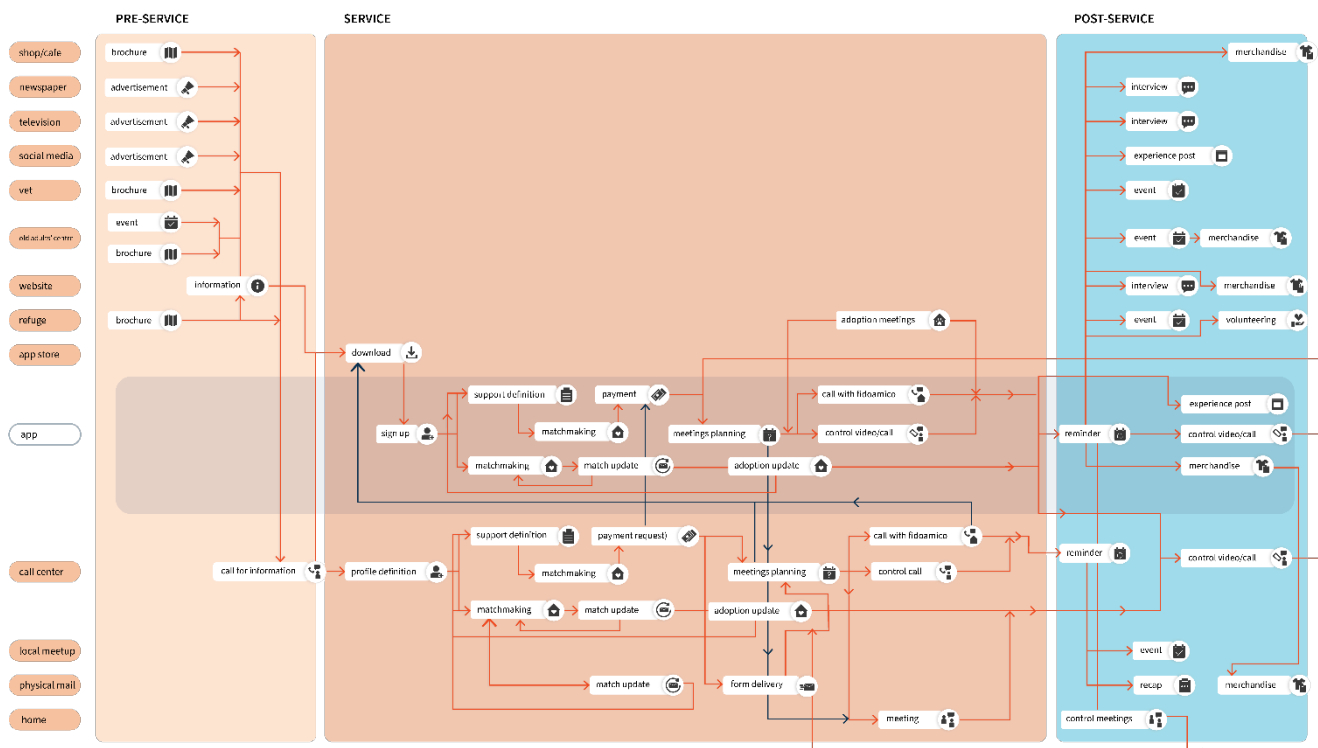 PRE-SERVICE
SERVICE
POST-SERVICE
shop/cafe
brochure
merchandise
newspaper
advertisement
interview
television
advertisement
interview
social media
advertisement
experience post
vet
brochure
event
event
event
merchandise
brochure
website
information
interview
merchandise
refuge
brochure
adoption meetings
event
volunteering
app store
download
support definition
payment
call with fidoamico
experience post
app
sign up
matchmaking
meetings planning
control video/call
reminder
control video/call
matchmaking
match update
adoption update
merchandise
support definition
payment request)
call with fidoamico
reminder
control video/call
call center
call for information
profile definition
matchmaking
meetings planning
control call
matchmaking
match update
adoption update
local meetup
event
physical mail
match update
form delivery
recap
merchandise
home
meeting
control meetings